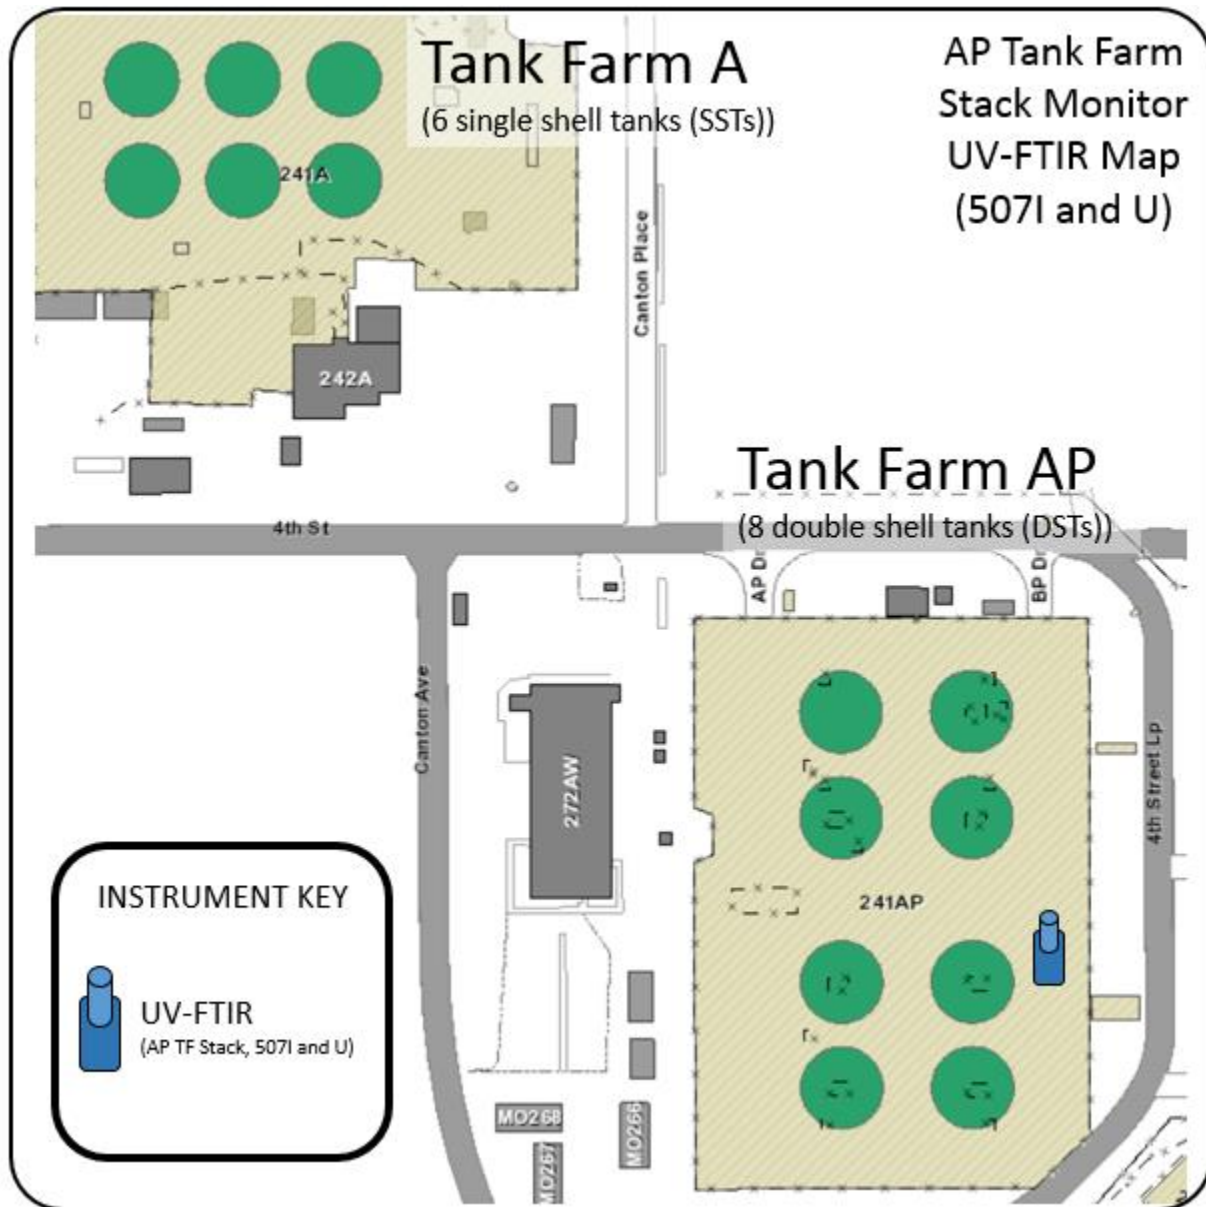 Tank Farm A
(6 single shell tanks (SSTs))
AP Tank Farm
Stack Monitor
UV-FTIR Map
(507I and U)
241A
Canton Place
242A
Tank Farm AP
(8 double shell tanks (DSTs))
4th St
AP Dr
BP Dr
Canton Ave
272AW
4th Street Lp
241AP
INSTRUMENT KEY
UV-FTIR
(AP TF Stack, 507I and U)
MO268
MO266
MO267